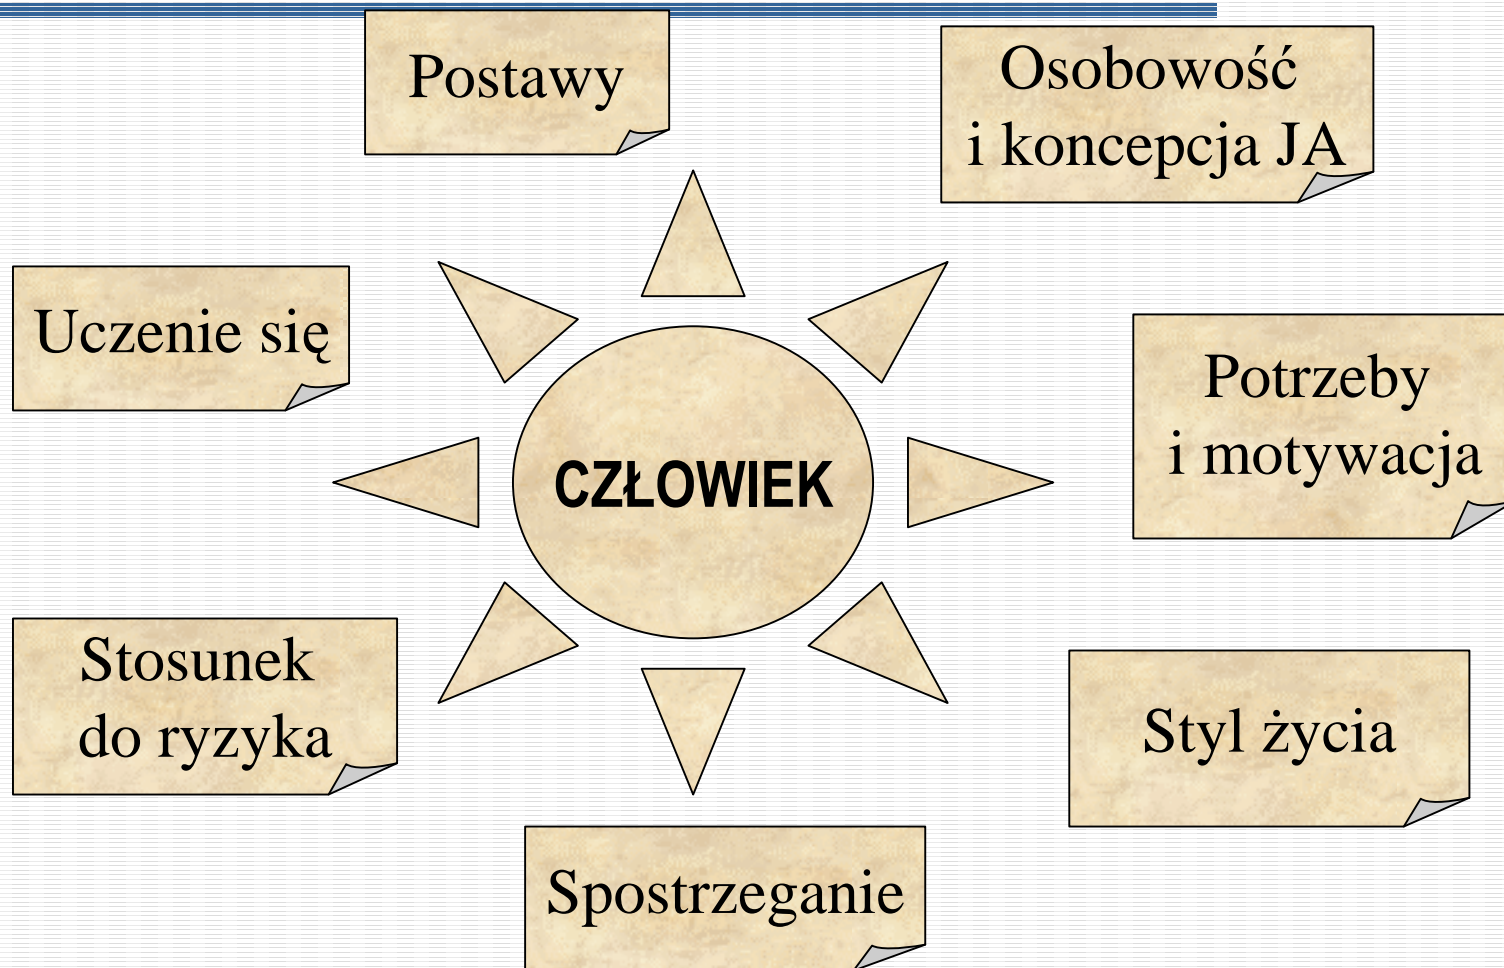 Postawy
Osobowość
i koncepcja JA
Uczenie się
Potrzeby
i motywacja
CZŁOWIEK
Stosunek
do ryzyka
Styl życia
Spostrzeganie